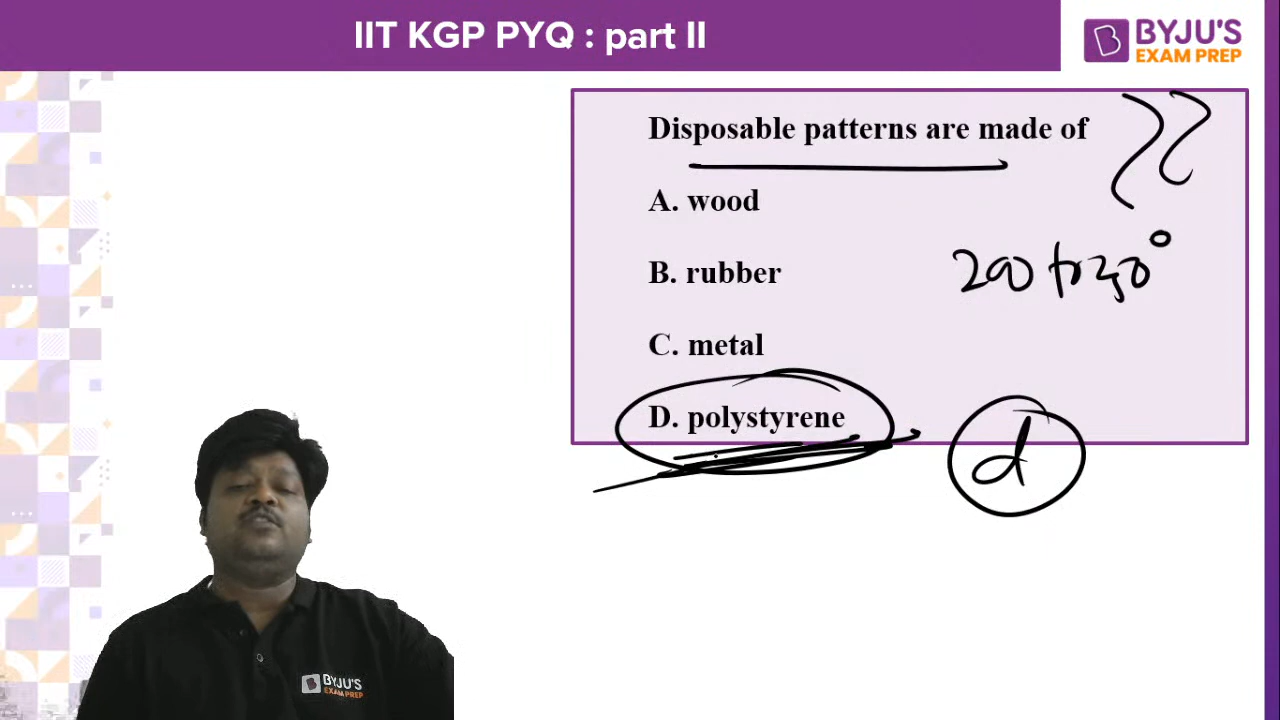 IIT KGP PYQ : part II
BYJU'S
EXAM PREP
Disposable patterns are made of
A. wood
B. rubber
C. metal
D. polystyrene
200 to
d
BYJU'S
EXAM PREP